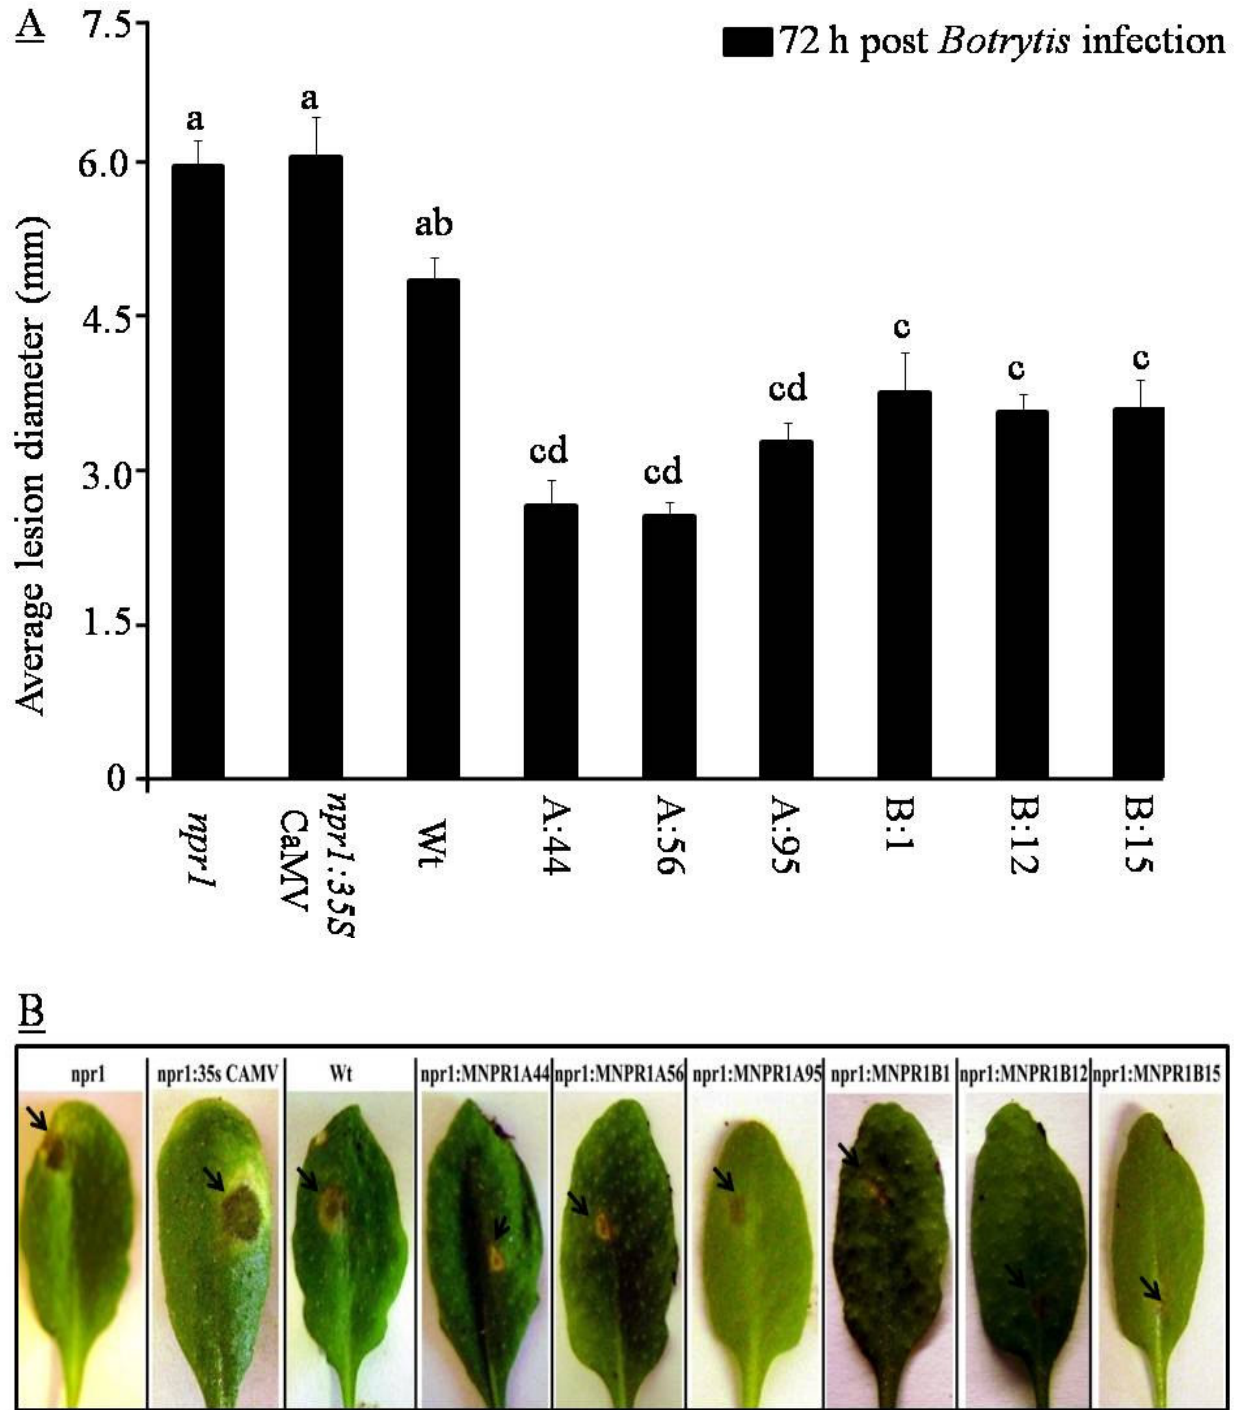 A
7.5
72 h post Botrytis infection
a
a
6.0
ab
4.5
c
c
c
cd
cd
cd
3.0
1.5
0
Average lesion diameter (mm)
npr1
npr1:35S
CaMV
Wt
A:44
A:56
A:95
B:1
B:12
B:15
B
npr1
npr1:35s CAMV
Wt
npr1:MNPR1A44
npr1:MNPR1A56
npr1:MNPR1A95
npr1:MNPR1B1
npr1:MNPR1B12
npr1:MNPR1B15